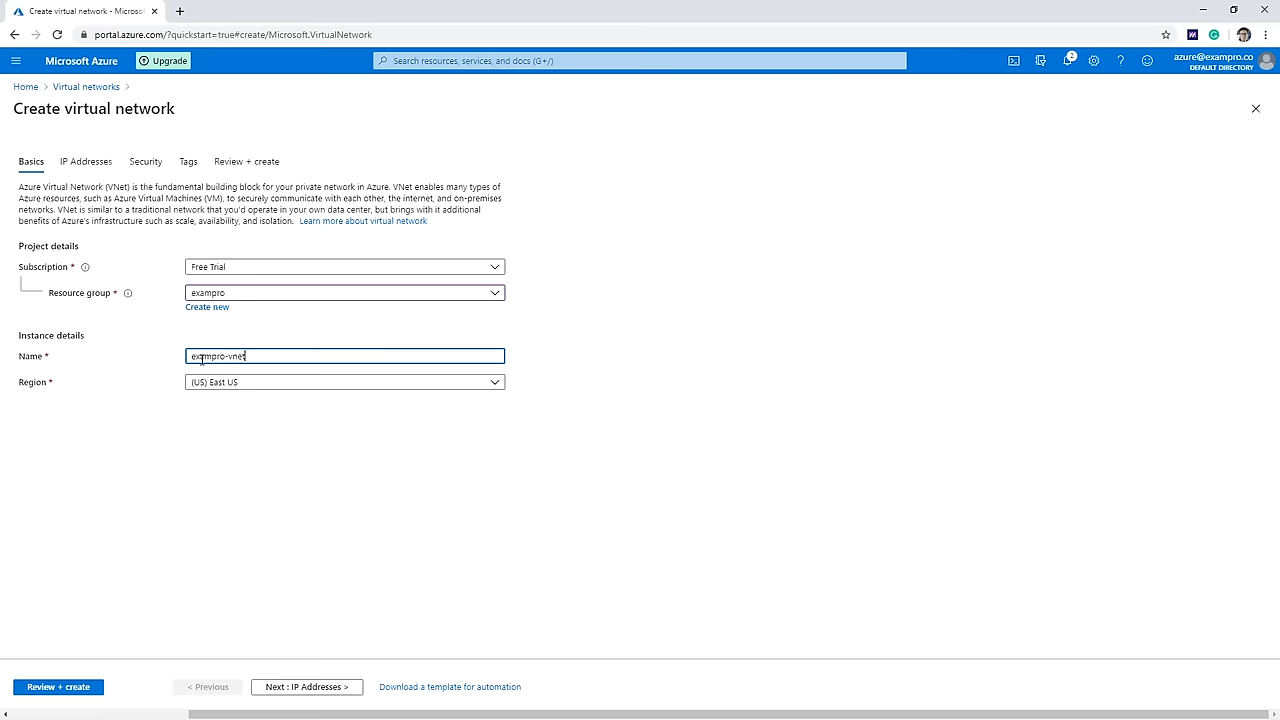 Create virtual network - Microso
portal.azure.com/?quickstart=true#create/Microsoft.VirtualNetwork
Microsoft Azure
Upgrade
Search resources, services, and docs (G+/)
2
azure@exampro.co
DEFAULT DIRECTORY
Home > Virtual networks >
Create virtual network
Basics IP Addresses Security Tags Review + create
Azure Virtual Network (VNet) is the fundamental building block for your private network in Azure. VNet enables many types of
Azure resources, such as Azure Virtual Machines (VM), to securely communicate with each other, the internet, and on-premises
networks. VNet is similar to a traditional network that you'd operate in your own data center, but brings with it additional
benefits of Azure's infrastructure such as scale, availability, and isolation. Learn more about virtual network
Project details
Subscription * Free Trial
Resource group * exampro
Create new
Instance details
Name * exampro-vnet
Region * (US) East US
Review + create < Previous Next : IP Addresses > Download a template for automation